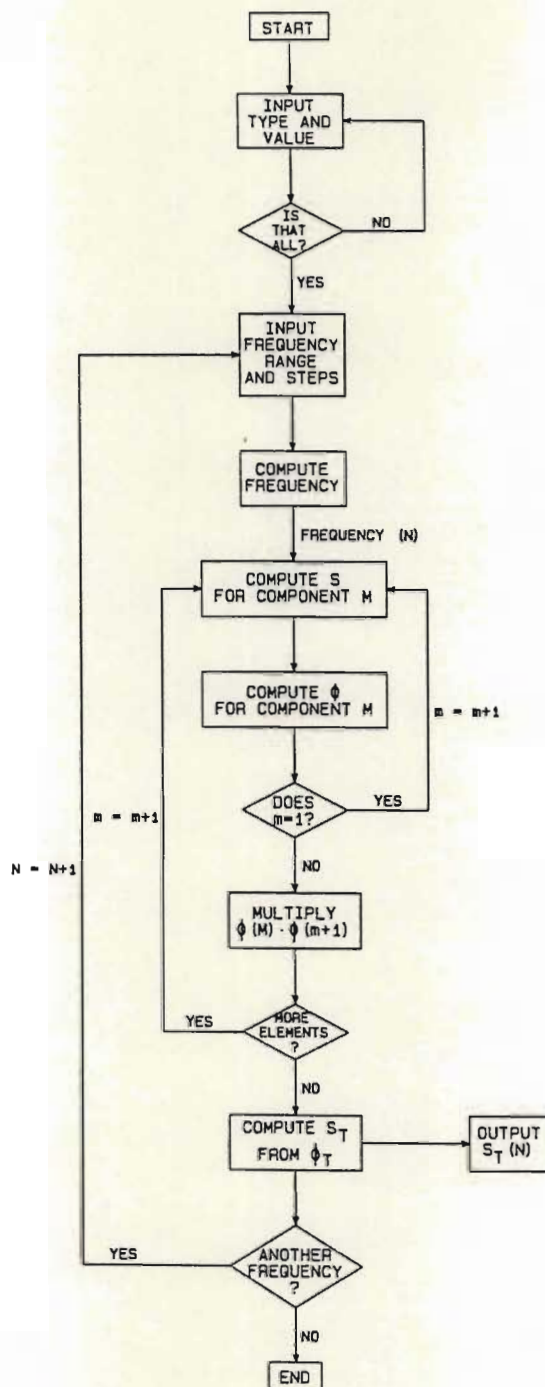 START
INPUT
TYPE AND
VALUE
IS
THAT
ALL?
NO
YES
INPUT
FREQUENCY
RANGE
AND STEPS
COMPUTE
FREQUENCY
FREQUENCY (N)
COMPUTE S
FOR COMPONENT M
COMPUTE ϕ
FOR COMPONENT M
m = m+1
DOES
m=1?
YES
m = m+1
N = N+1
NO
MULTIPLY
ϕ(M) · ϕ(m+1)
MORE
ELEMENTS
?
YES
NO
COMPUTE S_T
FROM ϕ_T
OUTPUT
S_T(N)
ANOTHER
FREQUENCY
?
YES
NO
END